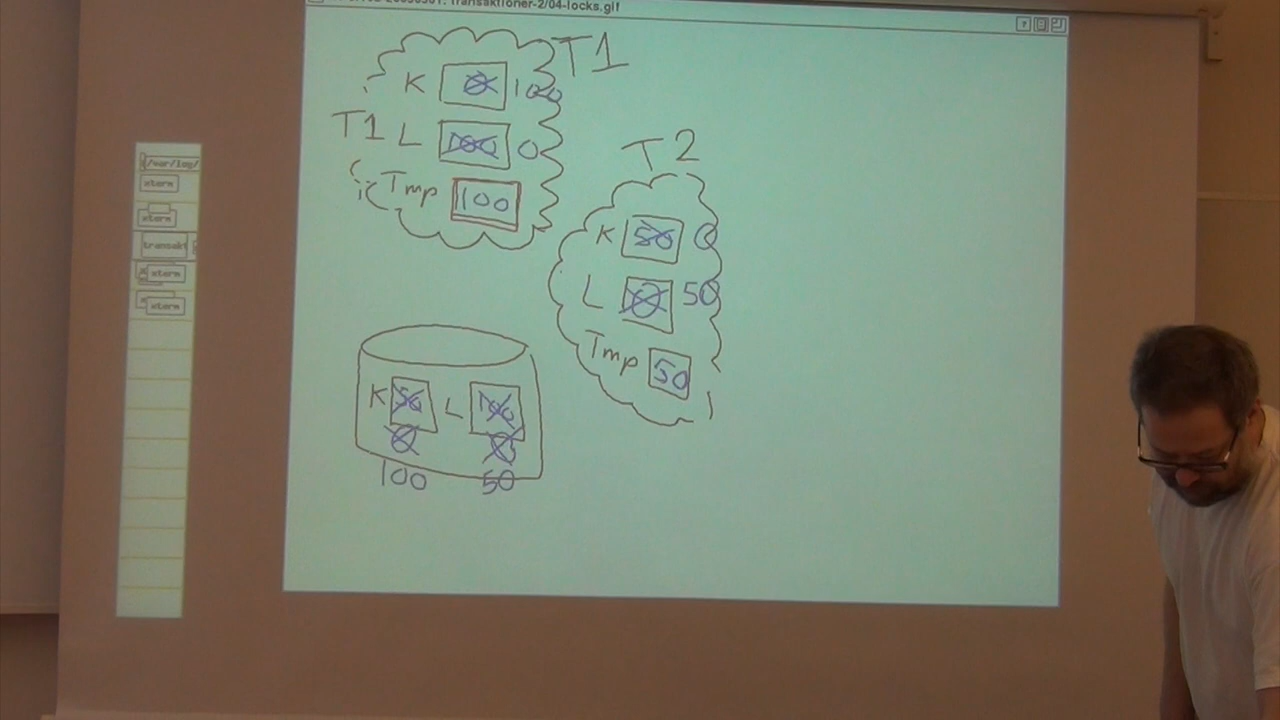 transaktioner-2/04-locks.gif
T1
K 0 100
T1 L 100 0
Tmp 100
T2
K 50 0
L 0 50
Tmp 50
K 50 L 100
0
100 50
/var/log/
xterm
xterm
transakt
xterm
xterm